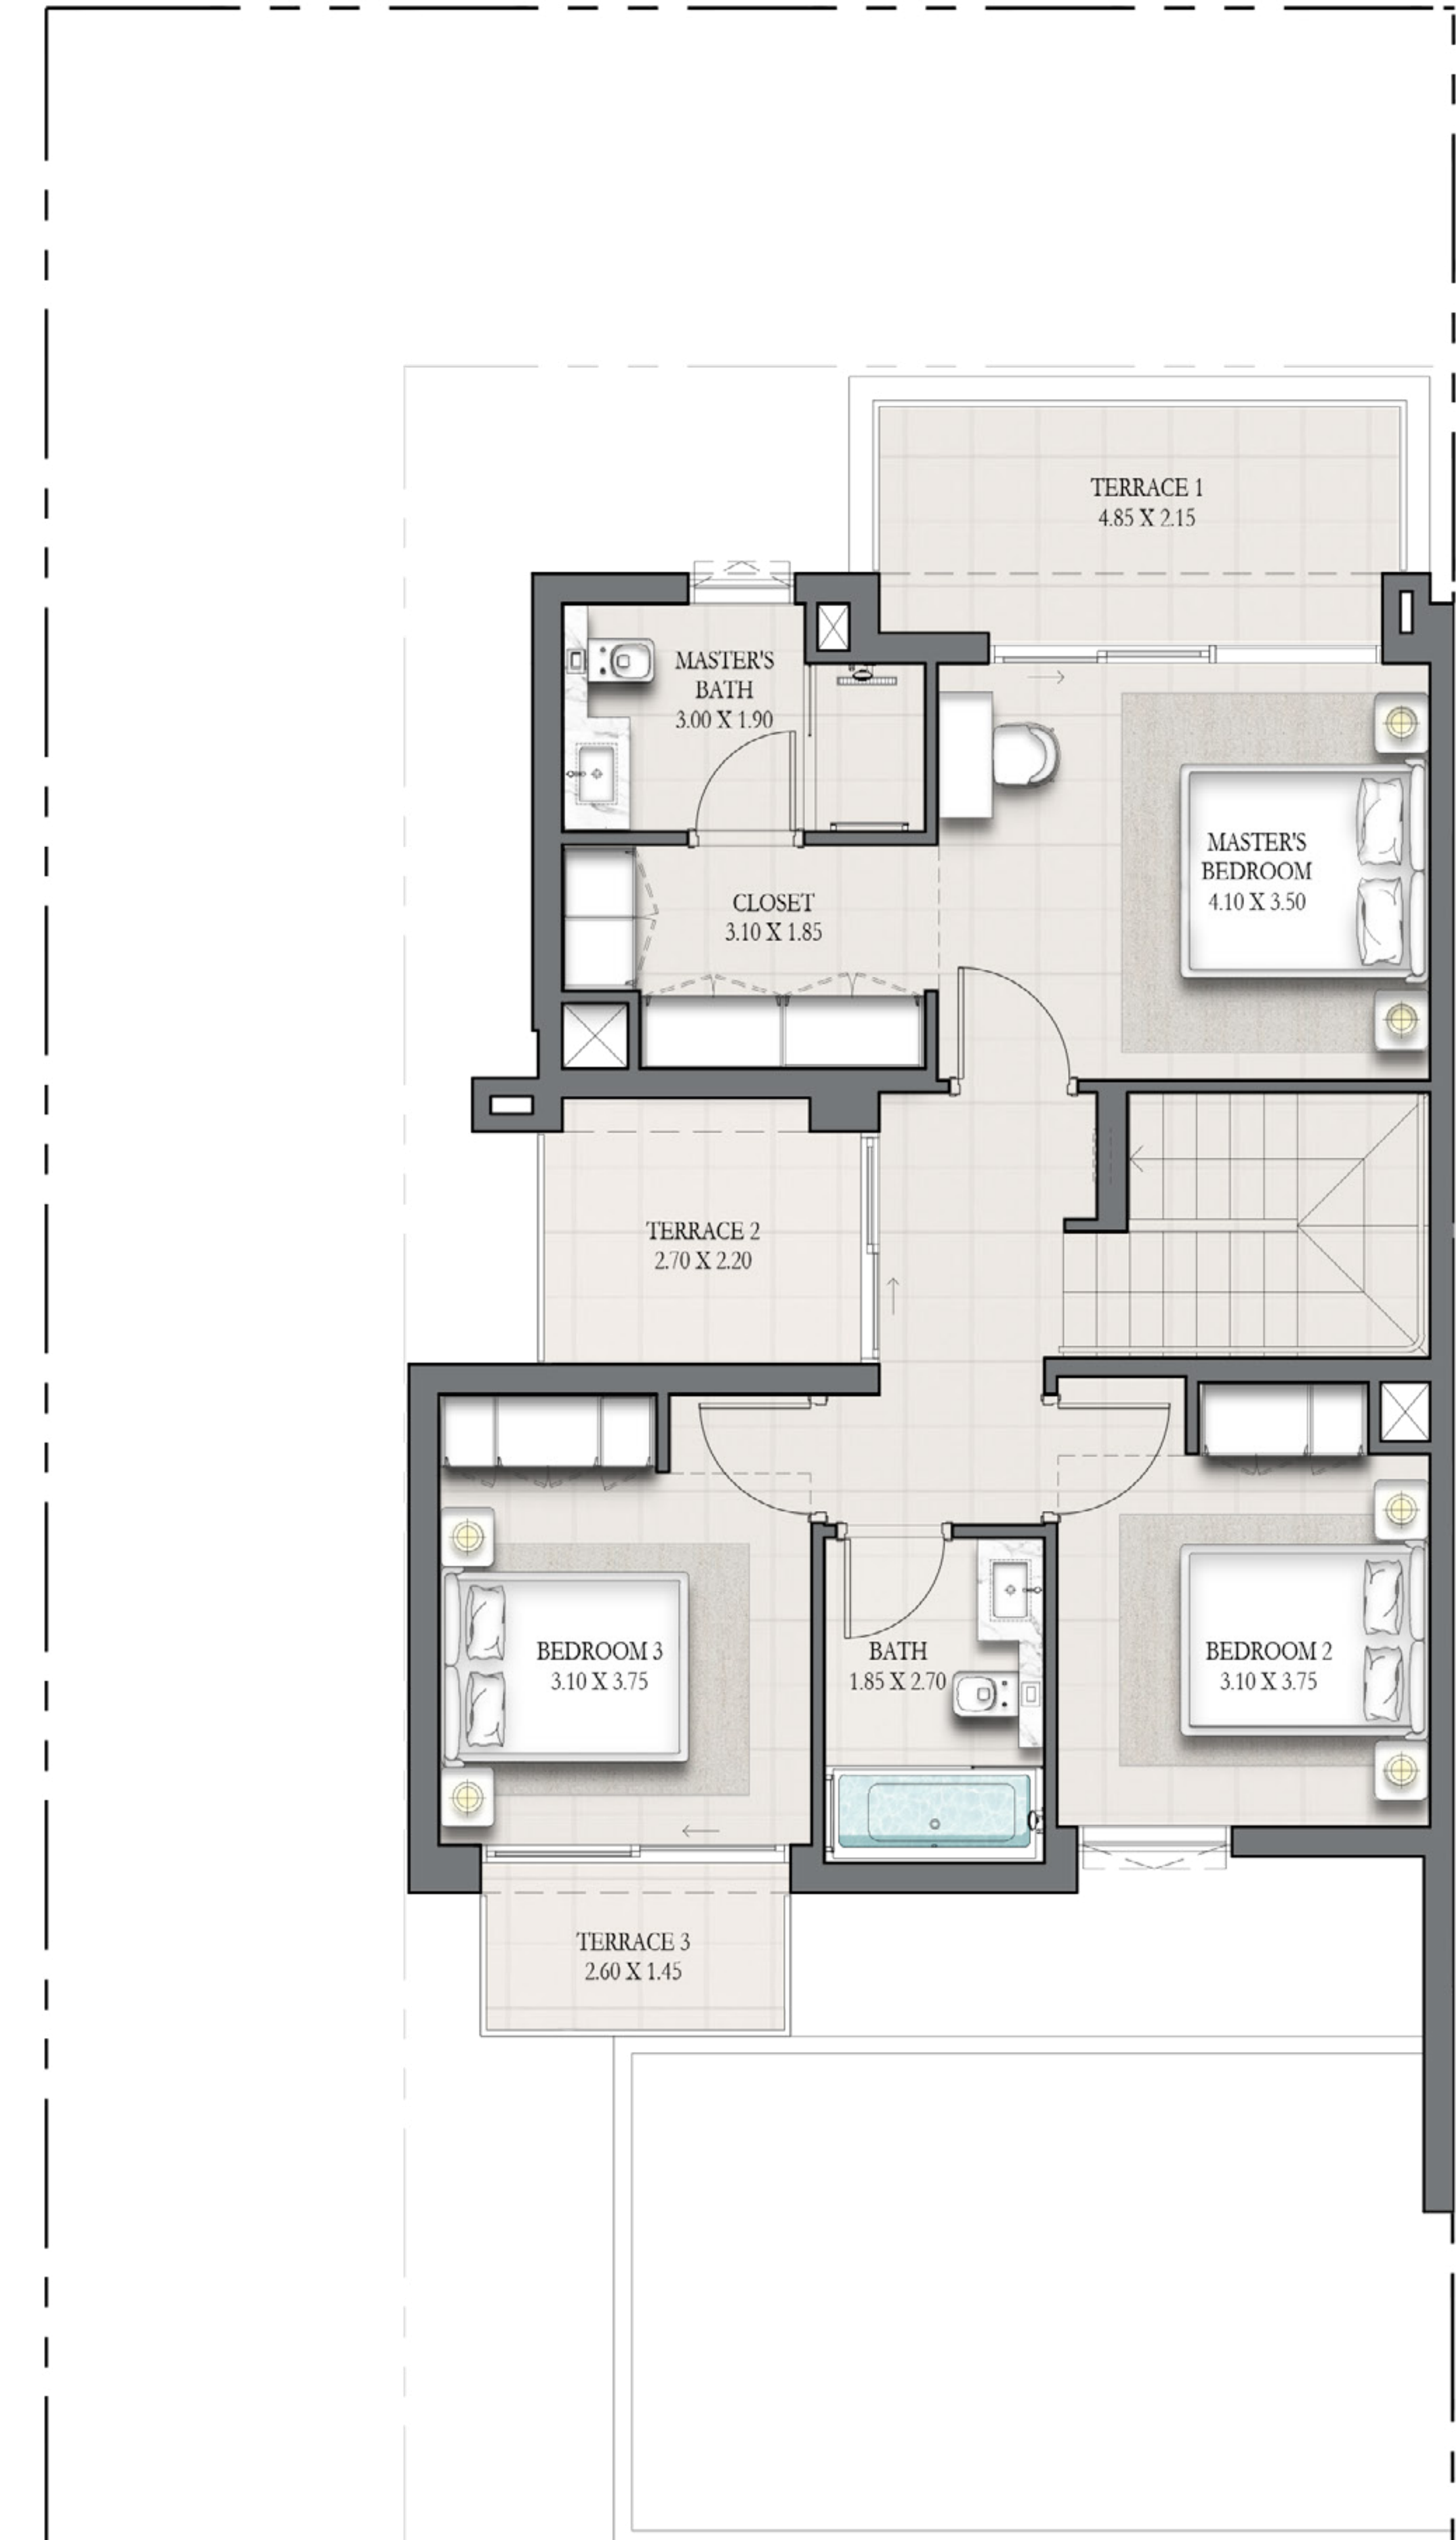 TERRACE 1
4.85 X 2.15
MASTER'S
BATH
3.00 X 1.90
MASTER'S
BEDROOM
4.10 X 3.50
CLOSET
3.10 X 1.85
TERRACE 2
2.70 X 2.20
BEDROOM 3
3.10 X 3.75
BATH
1.85 X 2.70
BEDROOM 2
3.10 X 3.75
TERRACE 3
2.60 X 1.45